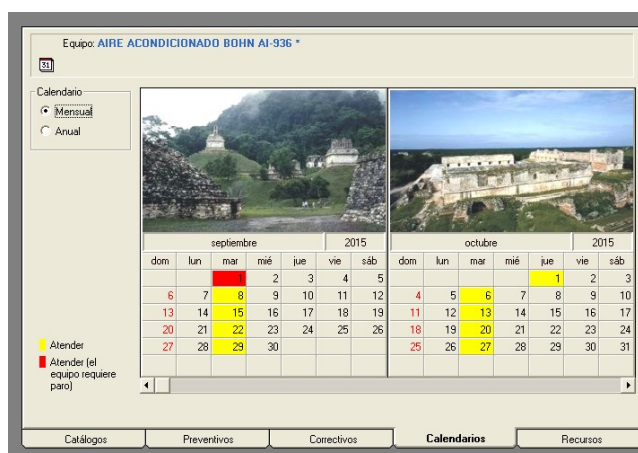 Equipo: AIRE ACONDICIONADO BOHN AI-936 *
31
Calendario
Mensual
Anual
septiembre 2015
dom lun mar mié jue vie sáb
1 2 3 4 5
6 7 8 9 10 11 12
13 14 15 16 17 18 19
20 21 22 23 24 25 26
27 28 29 30
octubre 2015
dom lun mar mié jue vie sáb
1 2 3
4 5 6 7 8 9 10
11 12 13 14 15 16 17
18 19 20 21 22 23 24
25 26 27 28 29 30 31
Atender
Atender (el
equipo requiere
paro)
Catálogos Preventivos Correctivos Calendarios Recursos